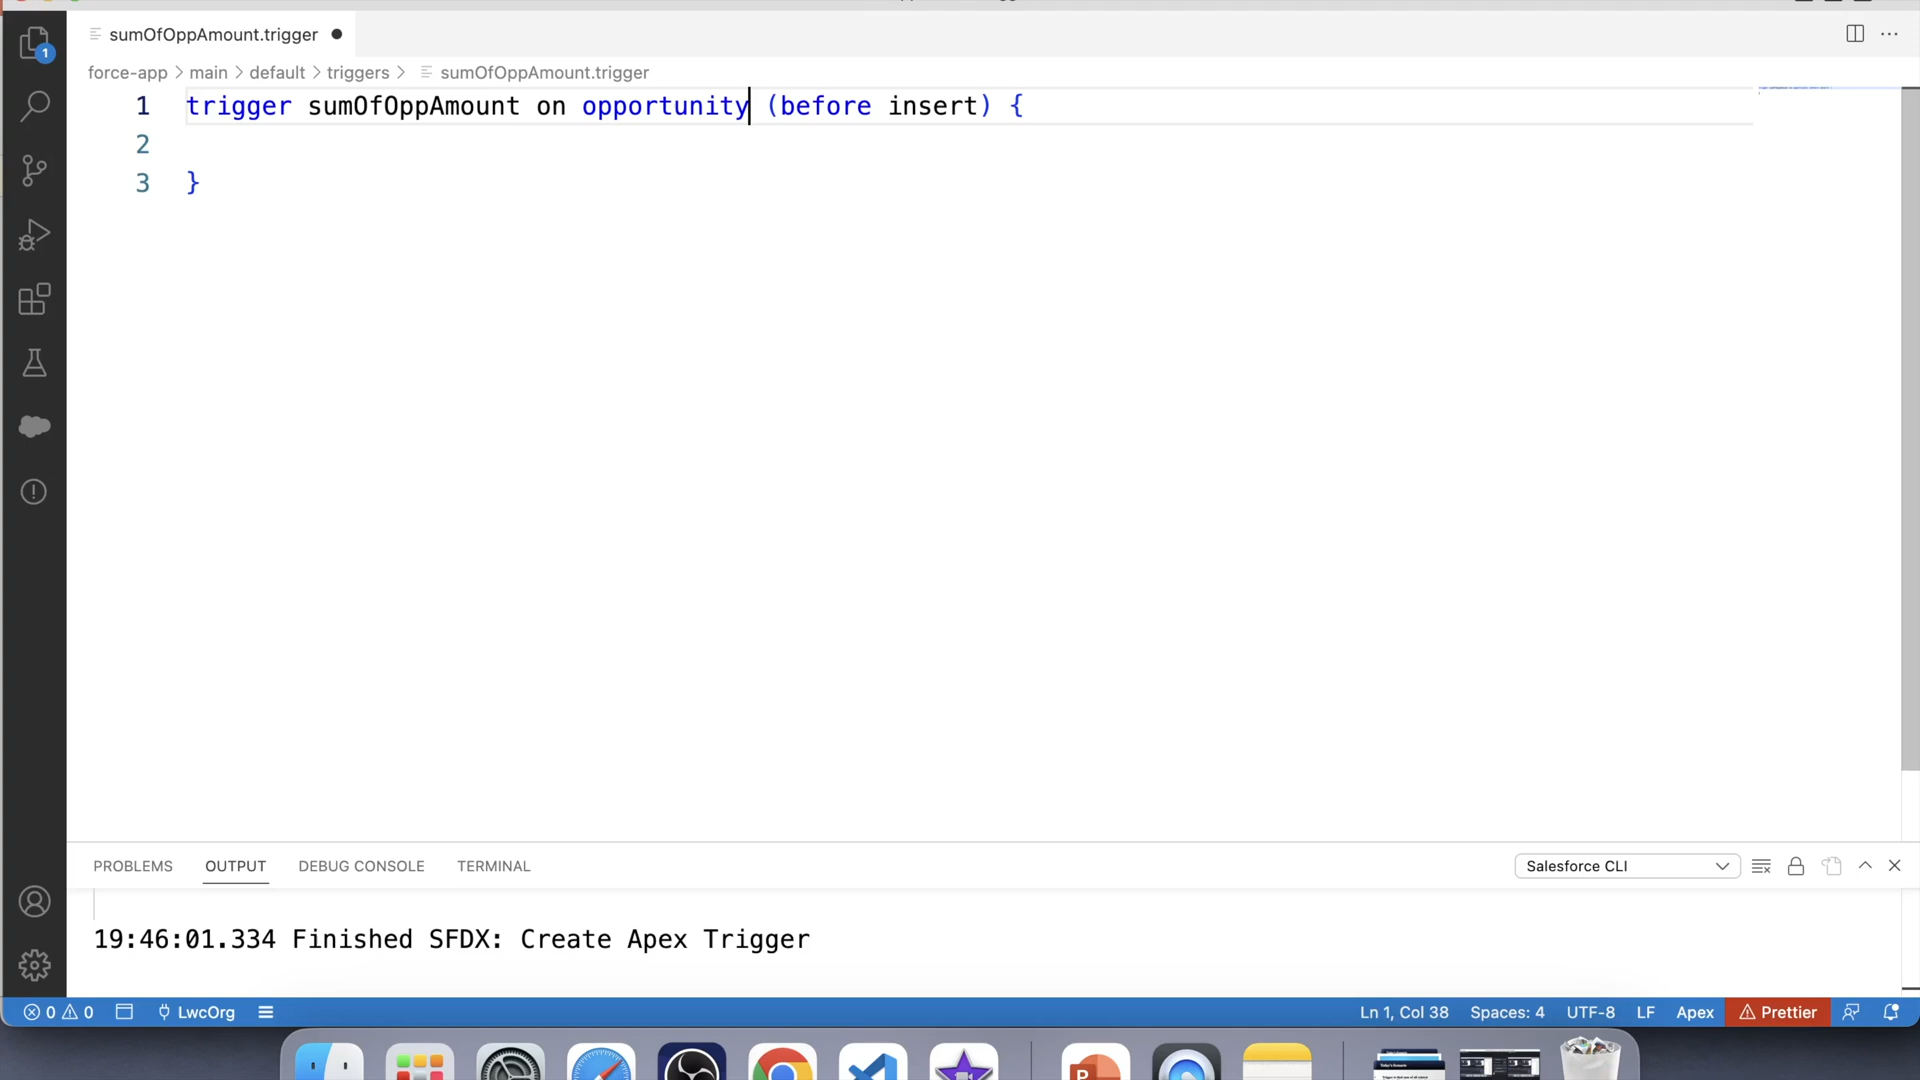 sumOfOppAmount.trigger
force-app > main > default > triggers > sumOfOppAmount.trigger
1 trigger sumOfOppAmount on opportunity (before insert) {
2
3 }
1
PROBLEMS OUTPUT DEBUG CONSOLE TERMINAL Salesforce CLI
19:46:01.334 Finished SFDX: Create Apex Trigger
0 0 LwcOrg Ln 1, Col 38 Spaces: 4 UTF-8 LF Apex Prettier